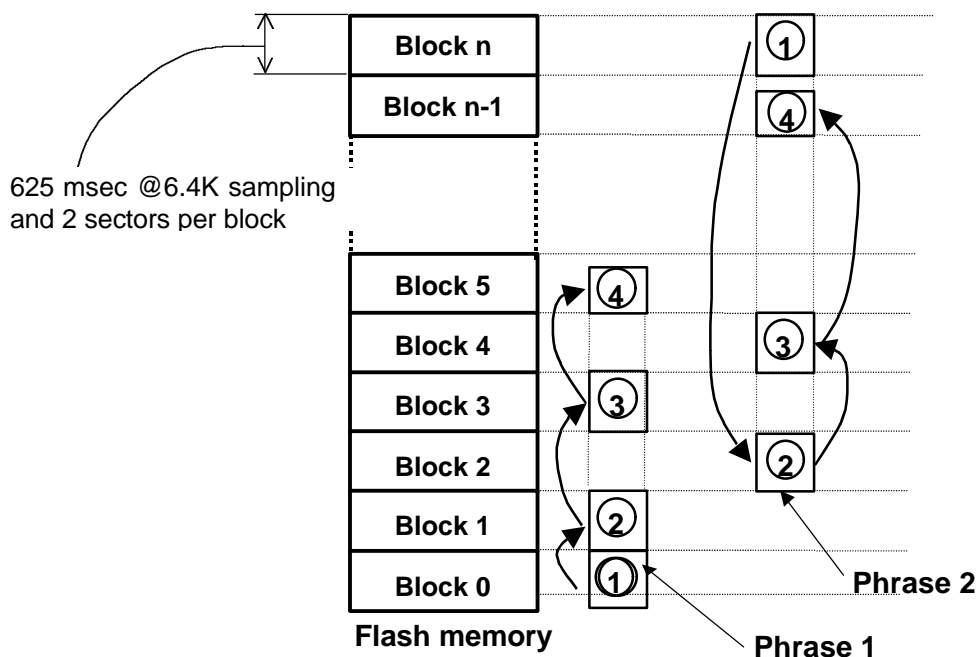 Block n
1
Block n-1
4
625 msec @6.4K sampling
and 2 sectors per block
Block 5
4
Block 4
3
Block 3
3
Block 2
2
Block 1
2
Block 0
1
Phrase 2
Flash memory
Phrase 1